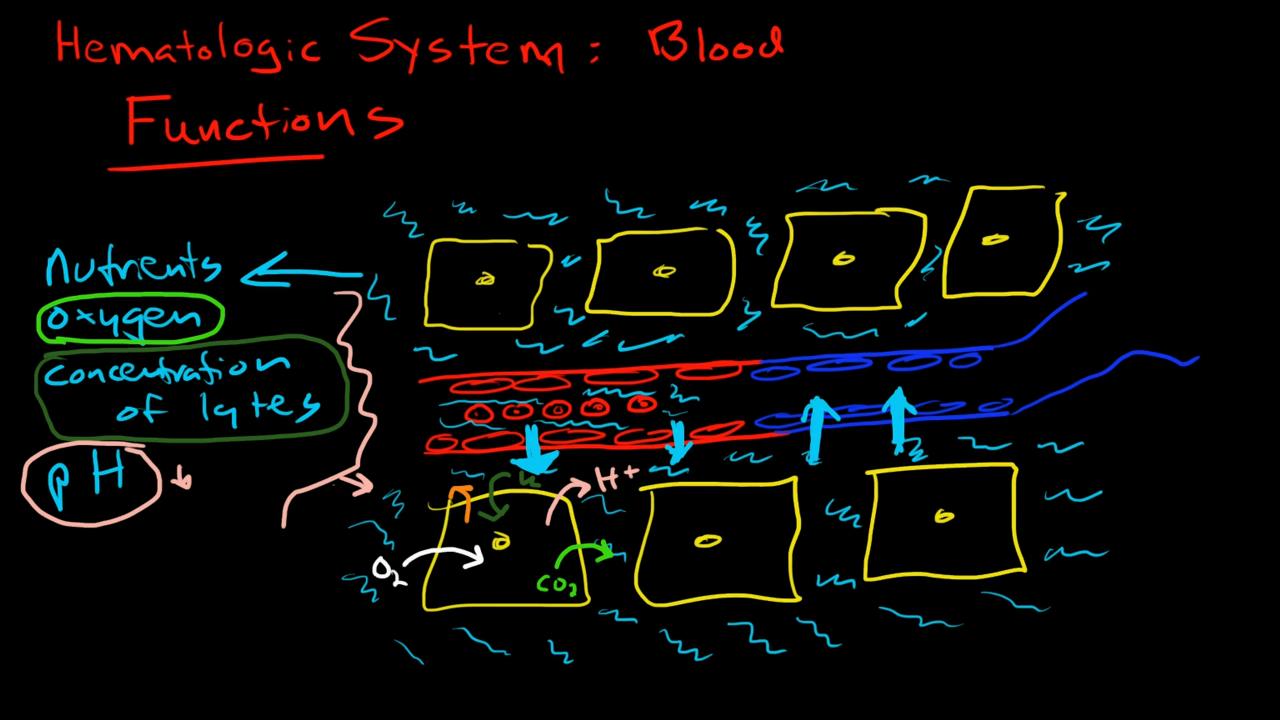 Hematologic System: Blood
Functions
Nutrients
oxygen
concentration
of lytes
pH ↓
H+
O2
CO2